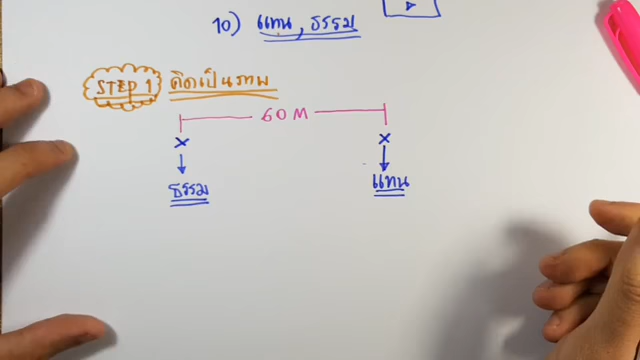 10) แทน, ธรรม
STEP 1 คิดเป็นภาพ
60 M
x x
ธรรม แทน